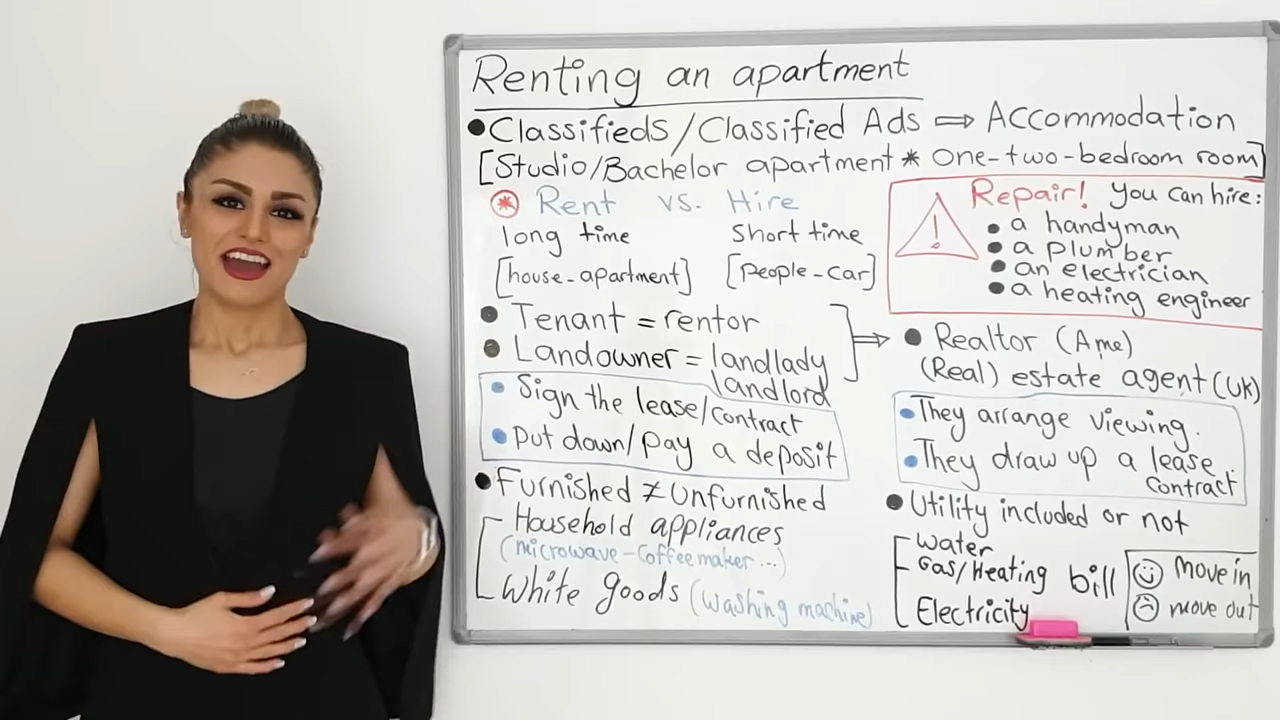 Renting an apartment
• Classifieds / Classified Ads ⇒ Accommodation
[Studio/Bachelor apartment * one-two-bedroom room]
* Rent vs. Hire
long time short time
[house-apartment] [people-car]
Repair! You can hire:
!
• a handyman
• a plumber
• an electrician
• a heating engineer
• Tenant = rentor
• Landowner = landlady
landlord
⇒ • Realtor (Ame)
(Real) estate agent (UK)
• Sign the lease/contract
• put down/pay a deposit
• They arrange viewing.
• They draw up a lease.
contract
• Furnished ≠ Unfurnished
Household appliances
(microwave-Coffeemaker...)
White goods (washing machine)
• Utility included or not
water
Gas/Heating bill
Electricity
move in
move out